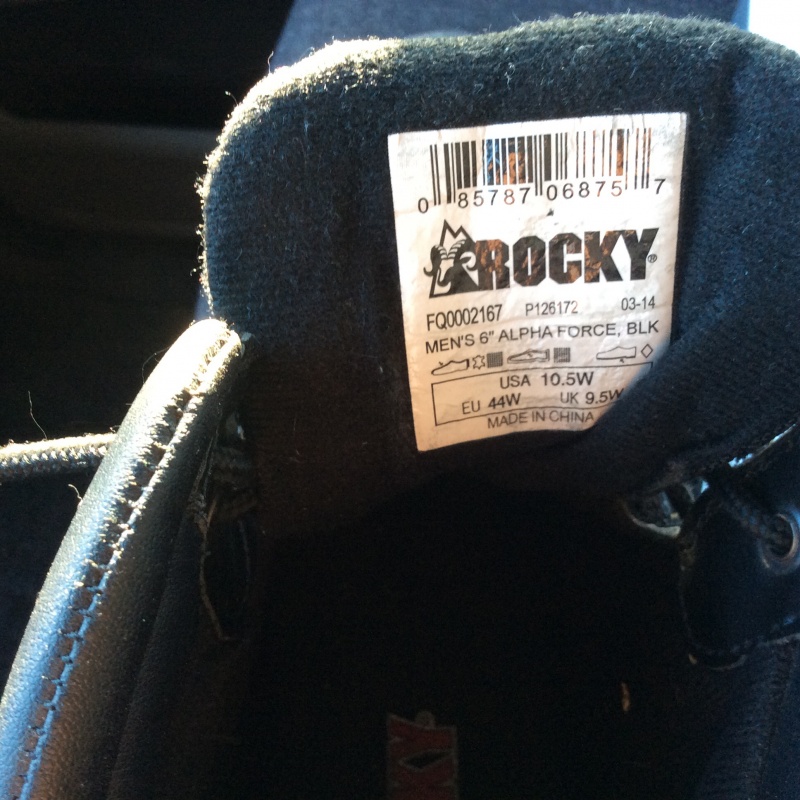 0 85787 06875 7
ROCKY®
FQ0002167 P126172 03-14
MEN'S 6" ALPHA FORCE, BLK
USA 10.5W
EU 44W UK 9.5W
MADE IN CHINA